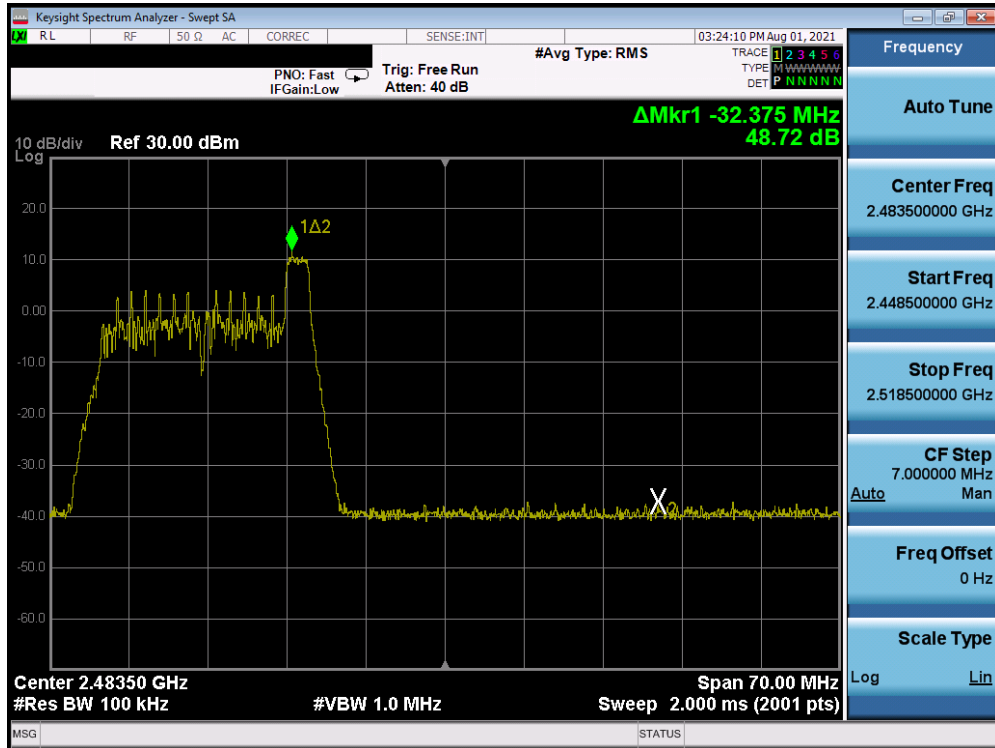 Keysight Spectrum Analyzer - Swept SA
LXI RL RF 50 Ω AC CORREC SENSE:INT 03:24:10 PM Aug 01, 2021
#Avg Type: RMS
TRACE 1 2 3 4 5 6
TYPE M WWWWW
DET P N N N N N
PNO: Fast
IFGain:Low
Trig: Free Run
Atten: 40 dB
ΔMkr1 -32.375 MHz
48.72 dB
10 dB/div
Log
Ref 30.00 dBm
20.0
10.0
0.00
-10.0
-20.0
-30.0
-40.0
-50.0
-60.0
1Δ2
X2
Center 2.48350 GHz
#Res BW 100 kHz
#VBW 1.0 MHz
Span 70.00 MHz
Sweep 2.000 ms (2001 pts)
MSG
STATUS
Frequency
Auto Tune
Center Freq
2.483500000 GHz
Start Freq
2.448500000 GHz
Stop Freq
2.518500000 GHz
CF Step
7.000000 MHz
Auto Man
Freq Offset
0 Hz
Scale Type
Log Lin